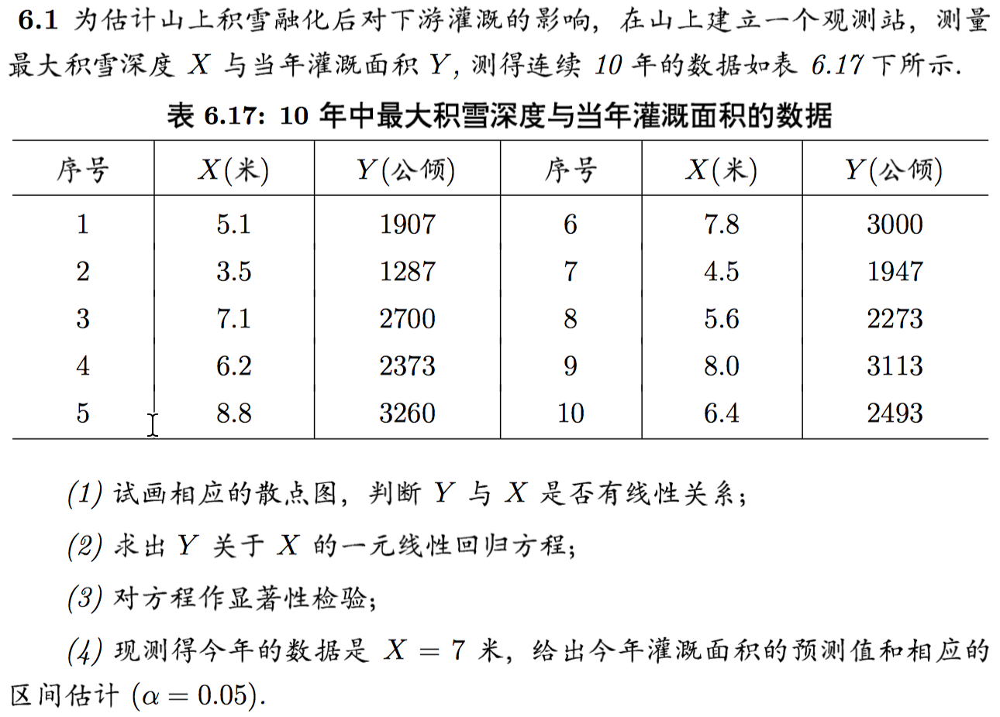 6.1 为估计山上积雪融化后对下游灌溉的影响, 在山上建立一个观测站, 测量
最大积雪深度 X 与当年灌溉面积 Y, 测得连续 10 年的数据如表 6.17 下所示.
表 6.17: 10 年中最大积雪深度与当年灌溉面积的数据
序号 X(米) Y(公倾) 序号 X(米) Y(公倾)
1 5.1 1907 6 7.8 3000
2 3.5 1287 7 4.5 1947
3 7.1 2700 8 5.6 2273
4 6.2 2373 9 8.0 3113
5 8.8 3260 10 6.4 2493
(1) 试画相应的散点图, 判断 Y 与 X 是否有线性关系;
(2) 求出 Y 关于 X 的一元线性回归方程;
(3) 对方程作显著性检验;
(4) 现测得今年的数据是 X = 7 米, 给出今年灌溉面积的预测值和相应的
区间估计 (α = 0.05).